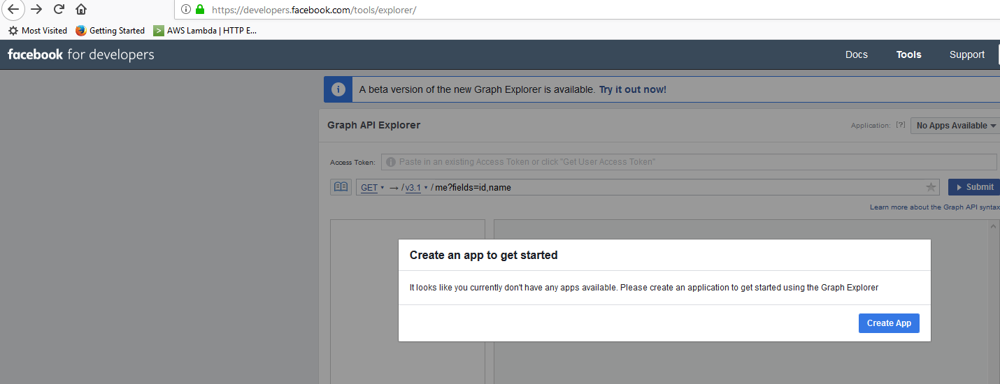 https://developers.facebook.com/tools/explorer/
Most Visited Getting Started AWS Lambda | HTTP E...
facebook for developers Docs Tools Support
A beta version of the new Graph Explorer is available. Try it out now!
Graph API Explorer Application: [?] No Apps Available
Access Token: Paste in an existing Access Token or click "Get User Access Token"
GET → / v3.1 / me?fields=id,name Submit
Learn more about the Graph API syntax
Create an app to get started
It looks like you currently don't have any apps available. Please create an application to get started using the Graph Explorer
Create App